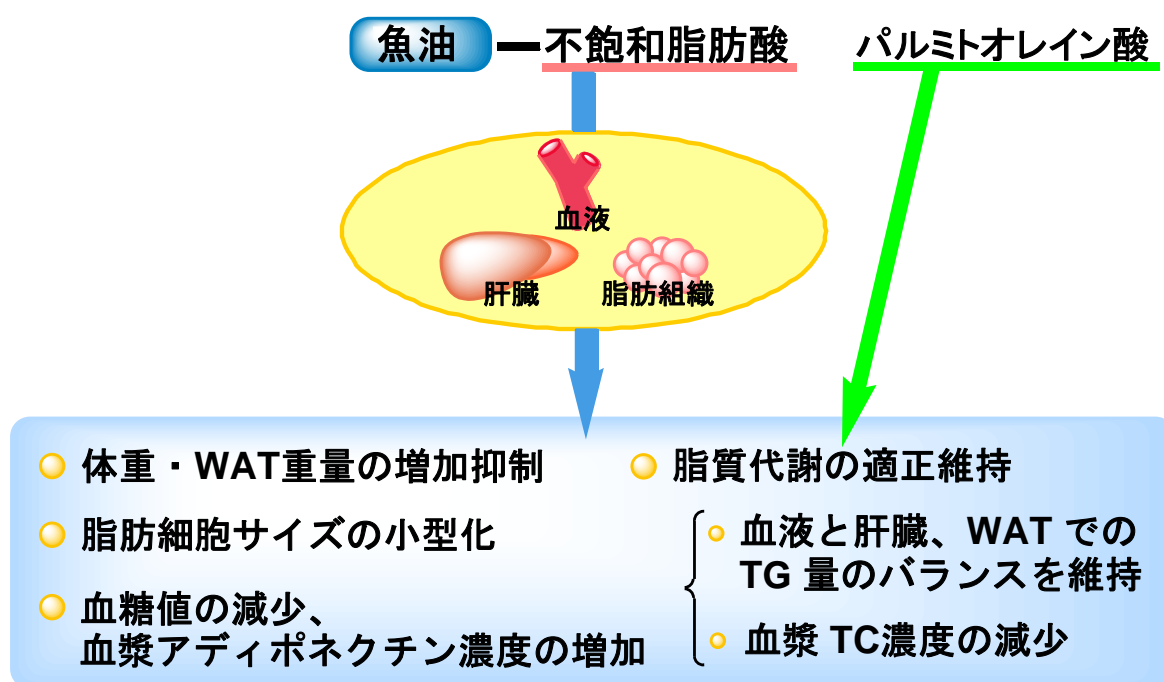 魚油 ー 不飽和脂肪酸 パルミトオレイン酸
血液
肝臓 脂肪組織
体重・WAT重量の増加抑制
脂肪細胞サイズの小型化
血糖値の減少、
血漿アディポネクチン濃度の増加
脂質代謝の適正維持
血液と肝臓、WAT での
TG 量のバランスを維持
血漿 TC濃度の減少